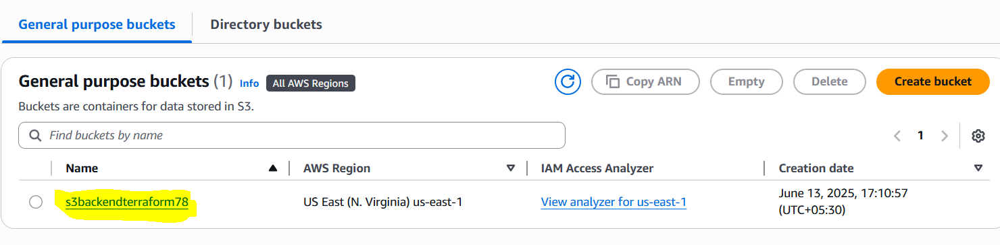 General purpose buckets
Directory buckets
General purpose buckets (1) Info All AWS Regions
Copy ARN
Empty
Delete
Create bucket
Buckets are containers for data stored in S3.
Find buckets by name
1
Name
AWS Region
IAM Access Analyzer
Creation date
s3backendterraform78
US East (N. Virginia) us-east-1
View analyzer for us-east-1
June 13, 2025, 17:10:57
(UTC+05:30)